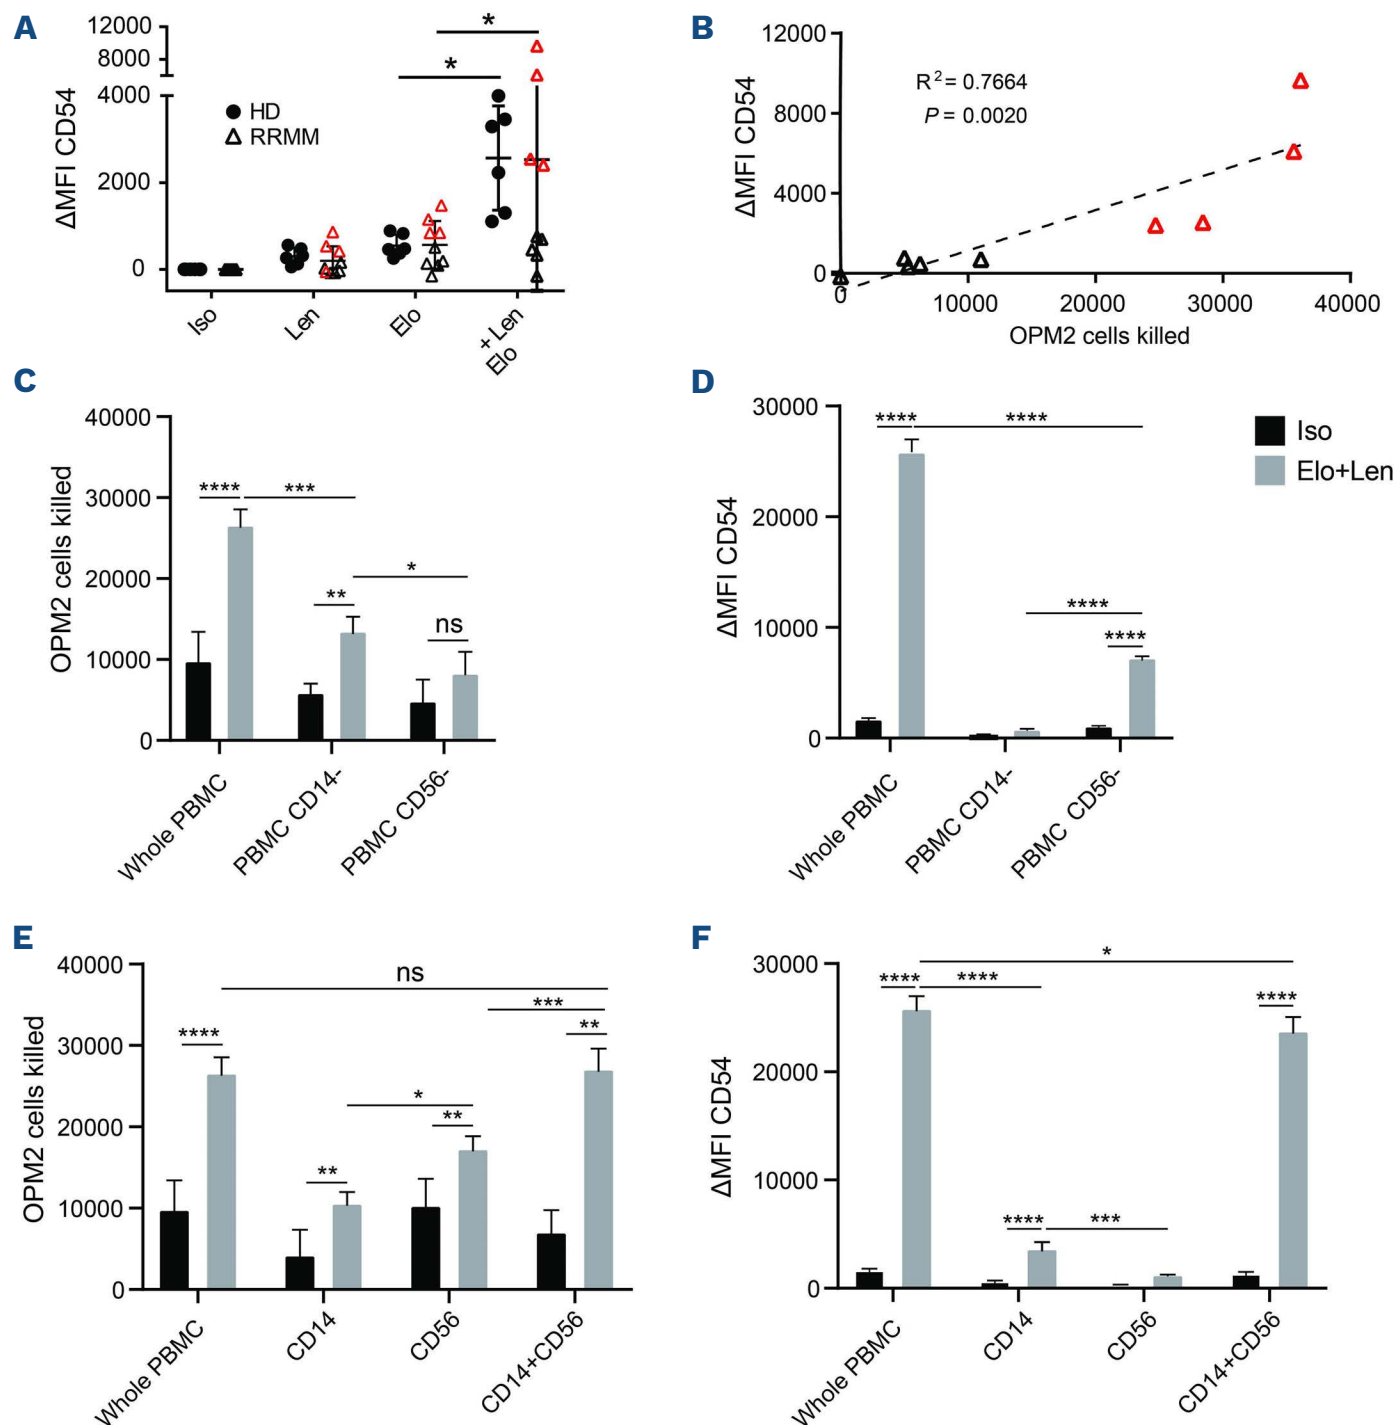 A
12000
8000
4000
2000
0
ΔMFI CD54
HD
RRMM
*
*
Iso
Len
Elo
+ Len
Elo
B
12000
8000
4000
0
ΔMFI CD54
R2 = 0.7664
P = 0.0020
0
10000
20000
30000
40000
OPM2 cells killed
C
40000
30000
20000
10000
0
OPM2 cells killed
****
***
**
*
ns
Whole PBMC
PBMC CD14-
PBMC CD56-
D
30000
20000
10000
0
ΔMFI CD54
****
****
****
****
Whole PBMC
PBMC CD14-
PBMC CD56-
Iso
Elo+Len
E
40000
30000
20000
10000
0
OPM2 cells killed
ns
***
****
**
*
**
**
Whole PBMC
CD14
CD56
CD14+CD56
F
30000
20000
10000
0
ΔMFI CD54
*
****
****
****
****
***
Whole PBMC
CD14
CD56
CD14+CD56